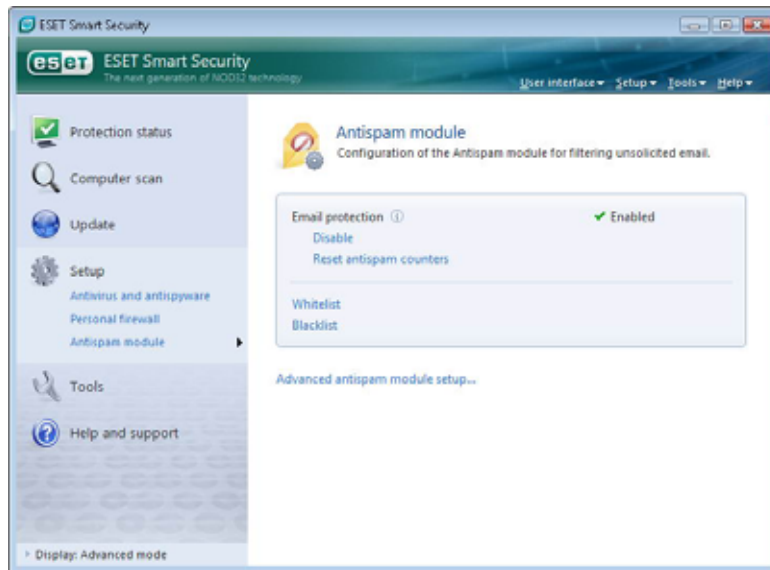 ESET Smart Security
eset ESET Smart Security
The next generation of NOD32 technology
User interface Setup Tools Help
Protection status
Computer scan
Update
Setup
Antivirus and antispyware
Personal firewall
Antispam module
Tools
Help and support
Display: Advanced mode
Antispam module
Configuration of the Antispam module for filtering unsolicited email.
Email protection Enabled
Disable
Reset antispam counters
Whitelist
Blacklist
Advanced antispam module setup...